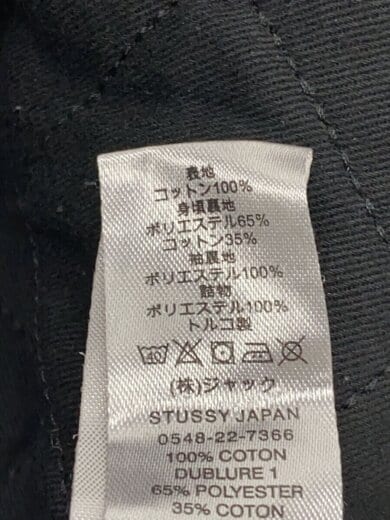 表地
コットン100%
身頃裏地
ポリエステル65%
コットン35%
袖裏地
ポリエステル100%
詰物
ポリエステル100%
トルコ製
40
(株)ジャック
STUSSY JAPAN
0548-22-7366
100% COTON
DUBLURE 1
65% POLYESTER
35% COTON